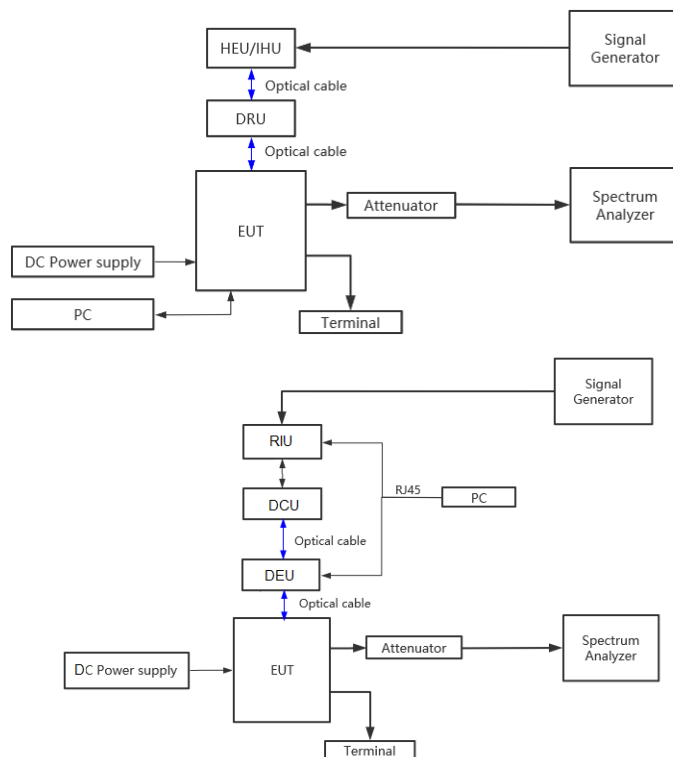 HEU/IHU
Signal
Generator
Optical cable
DRU
Optical cable
EUT
Attenuator
Spectrum
Analyzer
DC Power supply
PC
Terminal
Signal
Generator
RIU
RJ45
PC
DCU
Optical cable
DEU
Optical cable
EUT
Attenuator
Spectrum
Analyzer
DC Power supply
Terminal